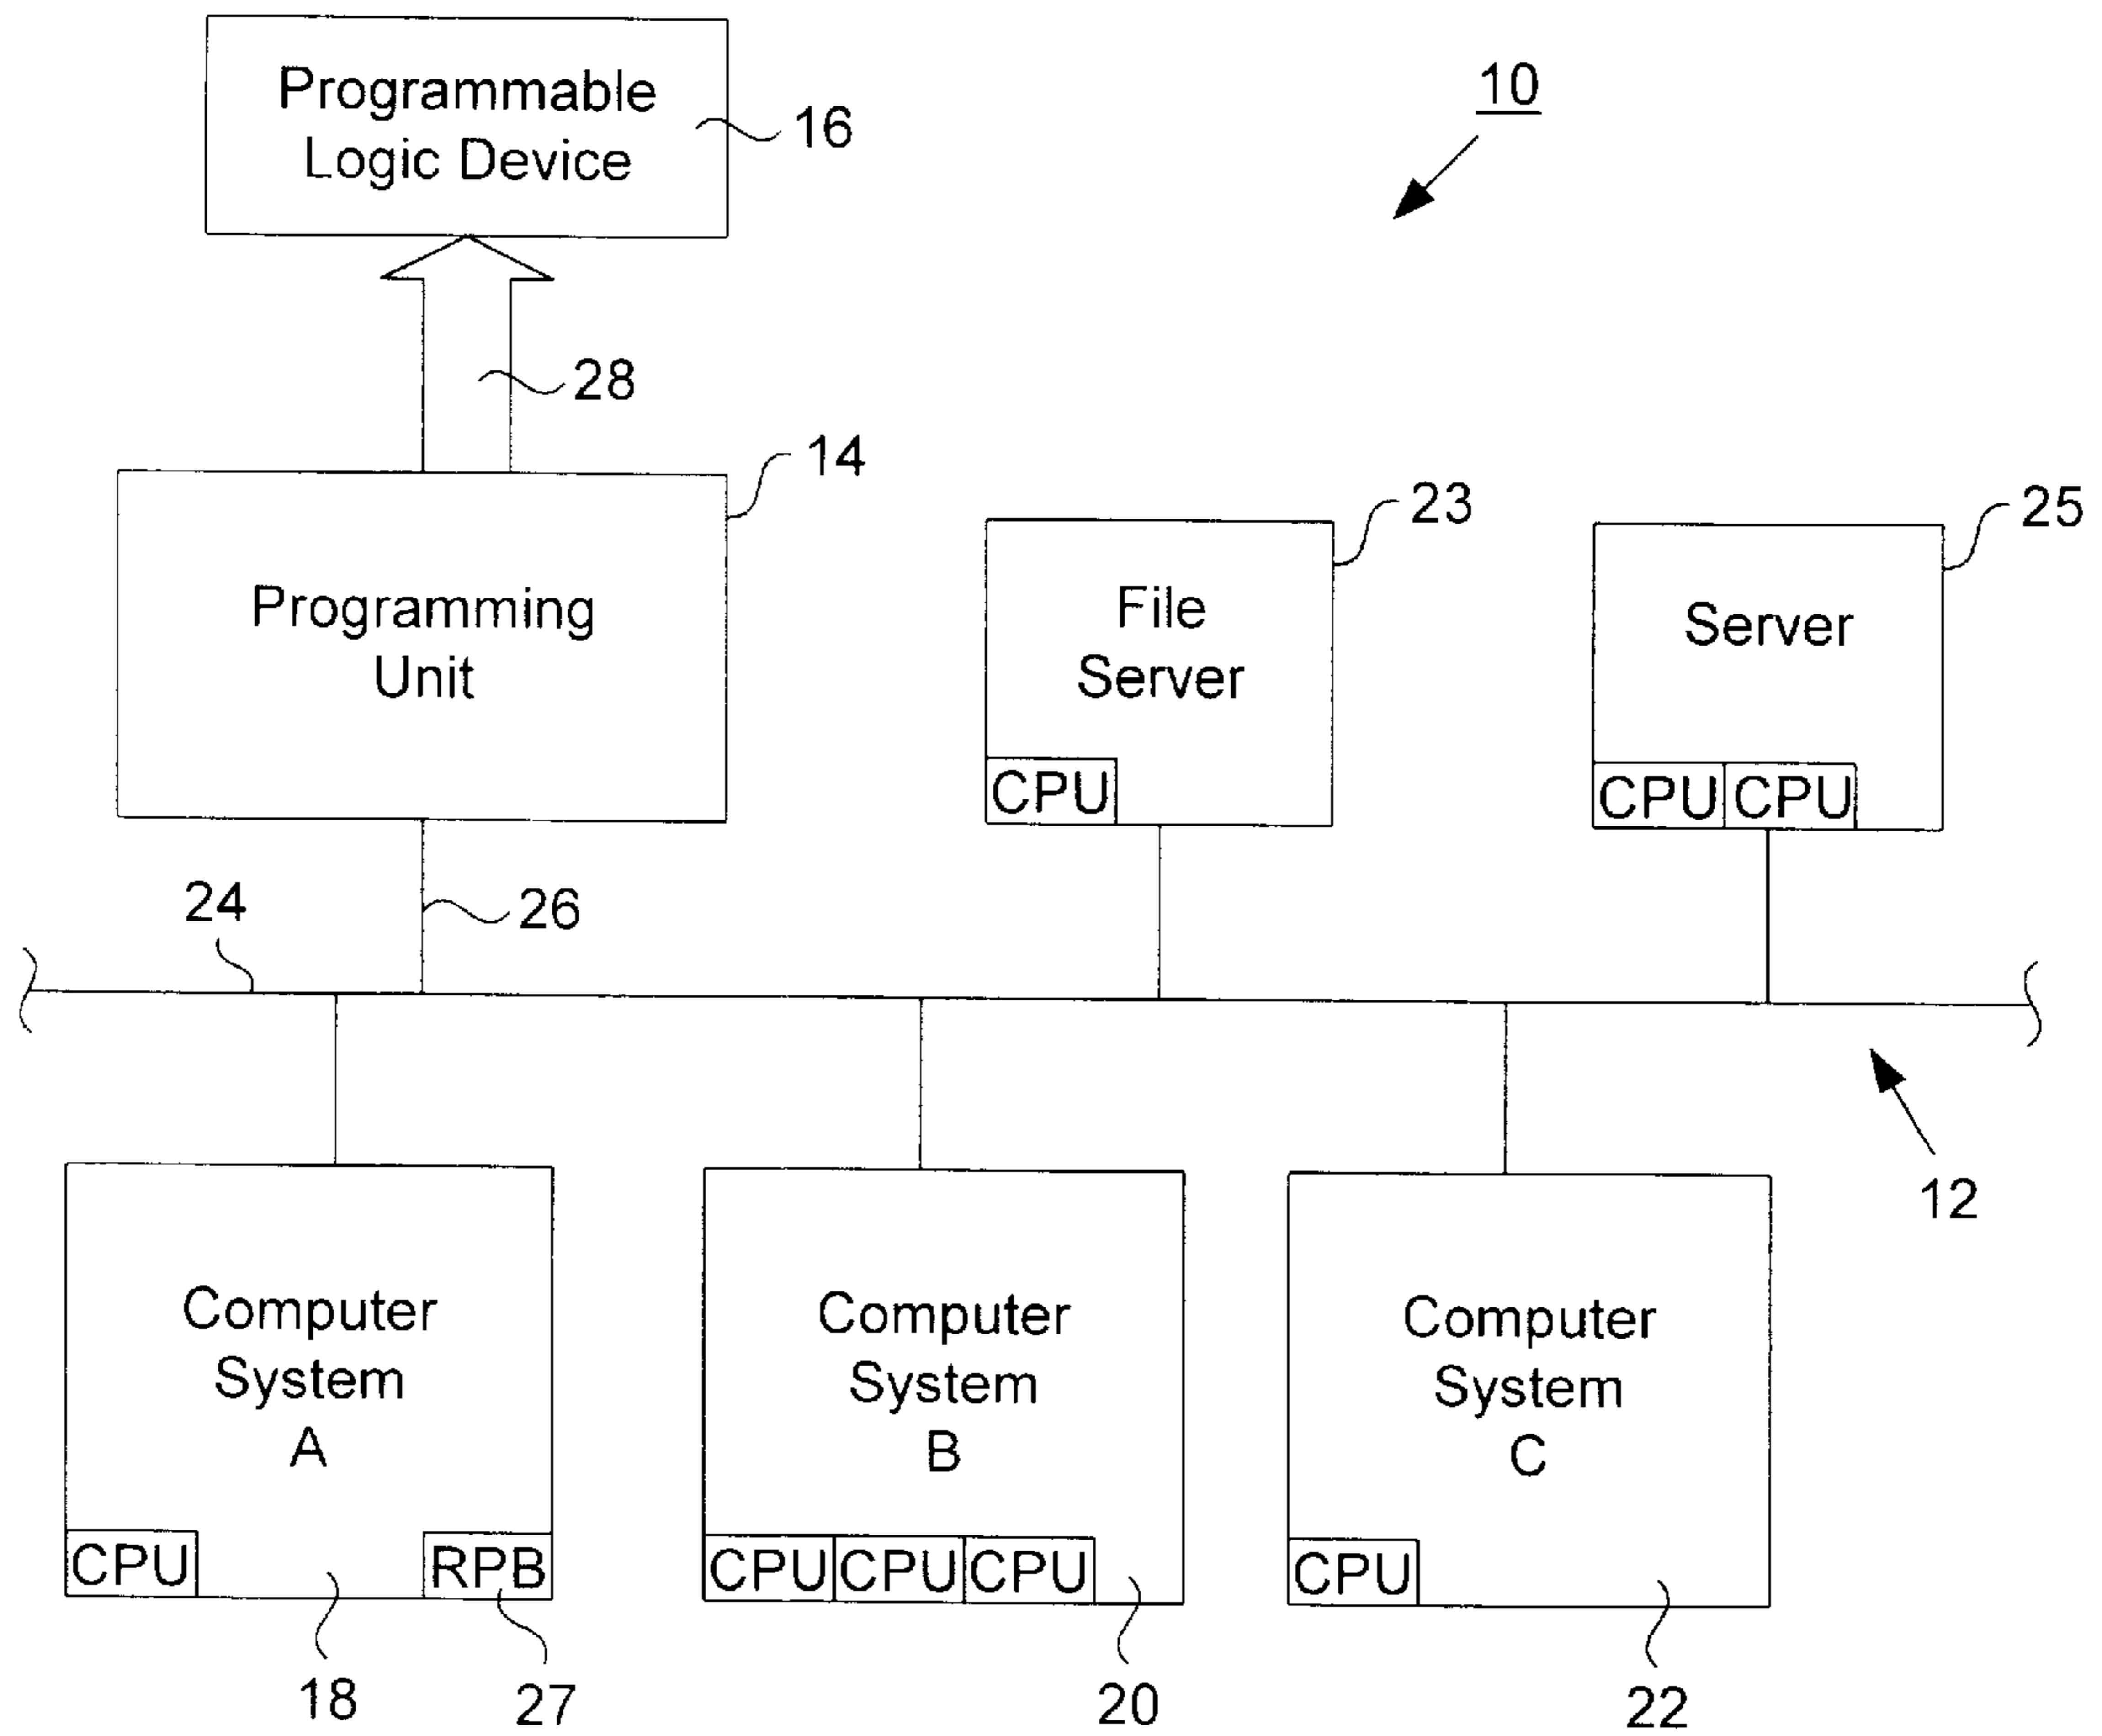 Programmable
Logic Device
16
10
28
14
Programming
Unit
23
File
Server
CPU
25
Server
CPU CPU
24
26
12
Computer
System
A
CPU
RPB
18
27
Computer
System
B
CPU CPU CPU
20
Computer
System
C
CPU
22